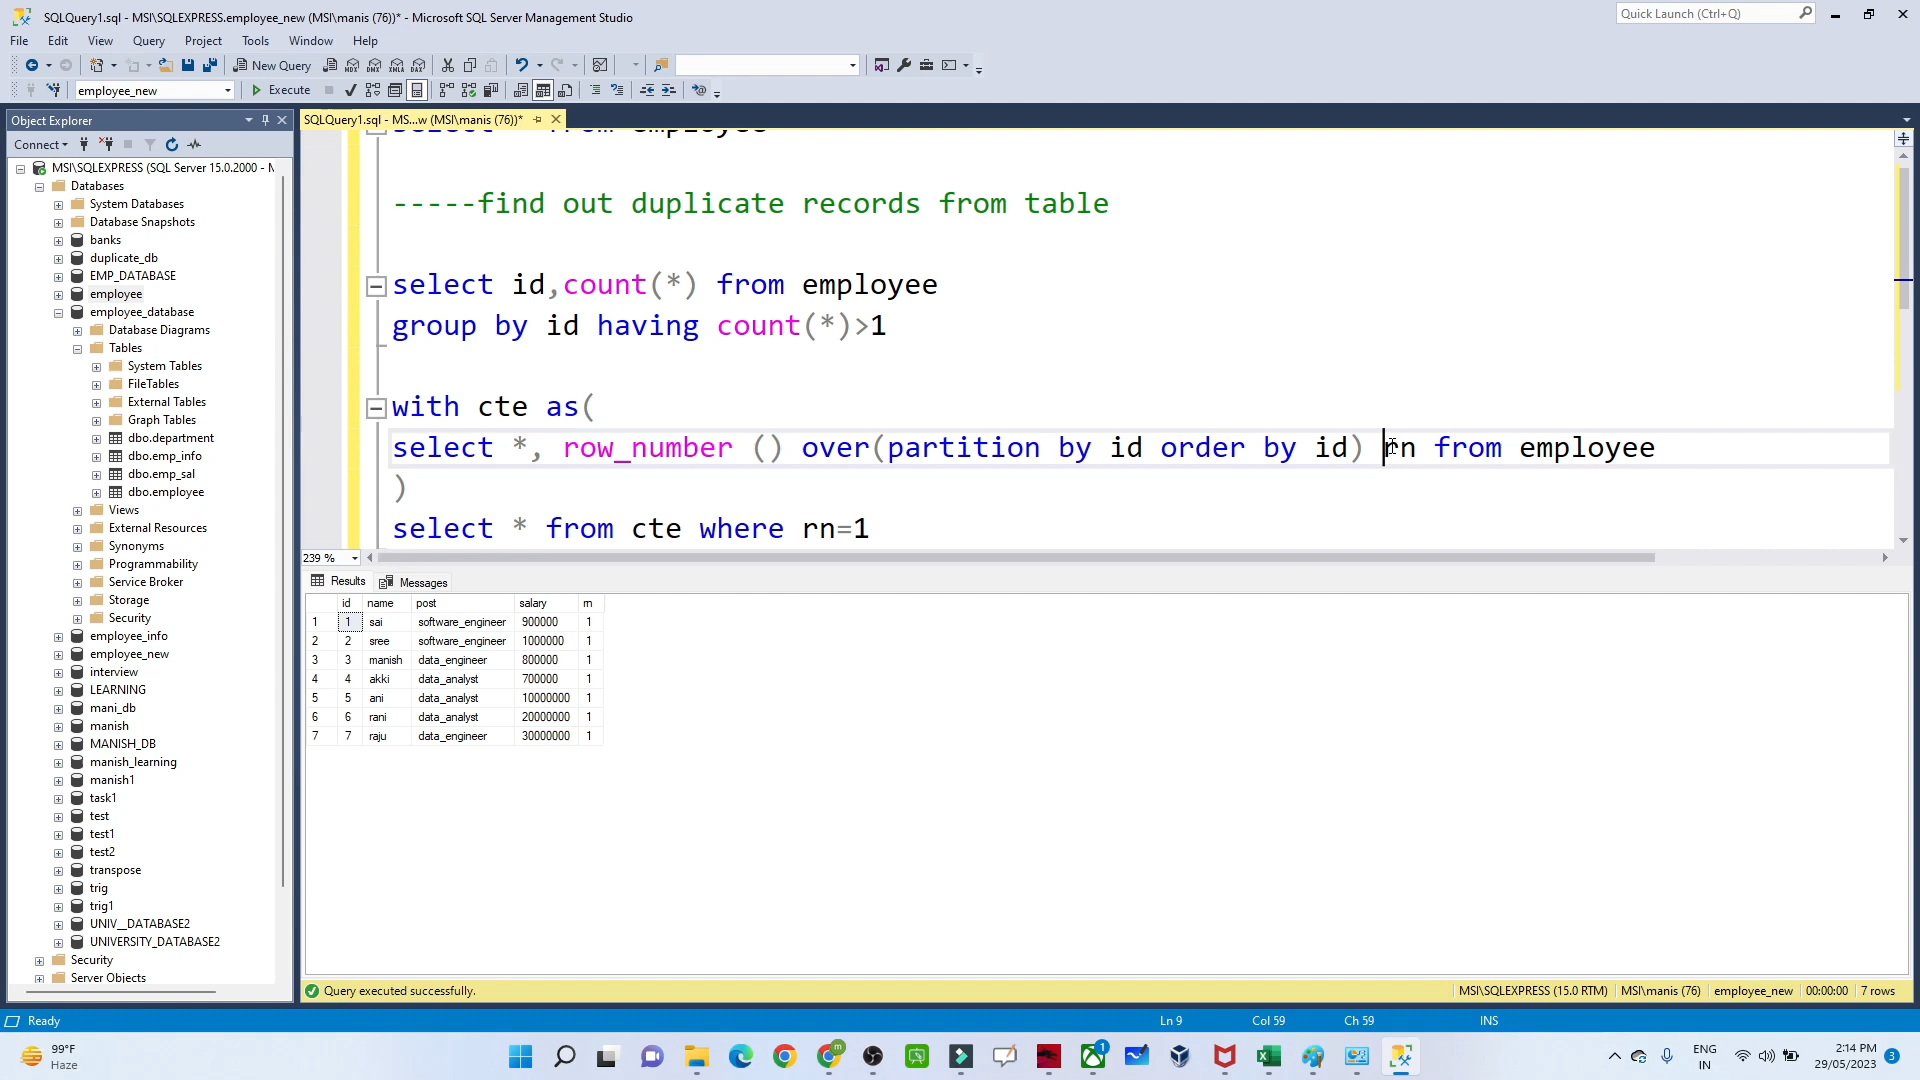 SQLQuery1.sql - MSI\SQLEXPRESS.employee_new (MSI\manis (76))* - Microsoft SQL Server Management Studio
Quick Launch (Ctrl+Q)
File Edit View Query Project Tools Window Help
New Query
employee_new
Execute
Object Explorer
SQLQuery1.sql - MS...w (MSI\manis (76))*
Connect
MSI\SQLEXPRESS (SQL Server 15.0.2000 -
Databases
System Databases
Database Snapshots
banks
duplicate_db
EMP_DATABASE
employee
employee_database
Database Diagrams
Tables
System Tables
FileTables
External Tables
Graph Tables
dbo.department
dbo.emp_info
dbo.emp_sal
dbo.employee
Views
External Resources
Synonyms
Programmability
Service Broker
Storage
Security
employee_info
employee_new
interview
LEARNING
mani_db
manish
MANISH_DB
manish_learning
manish1
task1
test
test1
test2
transpose
trig
trig1
UNIV__DATABASE2
UNIVERSITY_DATABASE2
Security
Server Objects
select * from employee
-----find out duplicate records from table
select id,count(*) from employee
group by id having count(*)>1
with cte as(
select *, row_number () over(partition by id order by id) rn from employee
)
select * from cte where rn=1
239 %
Results Messages
id name post salary rn
1 1 sai software_engineer 900000 1
2 2 sree software_engineer 1000000 1
3 3 manish data_engineer 800000 1
4 4 akki data_analyst 700000 1
5 5 ani data_analyst 10000000 1
6 6 rani data_analyst 20000000 1
7 7 raju data_engineer 30000000 1
Query executed successfully.
MSI\SQLEXPRESS (15.0 RTM) MSI\manis (76) employee_new 00:00:00 7 rows
Ready
Ln 9 Col 59 Ch 59 INS
99°F
Haze
m
1
ENG
IN
2:14 PM
29/05/2023
3